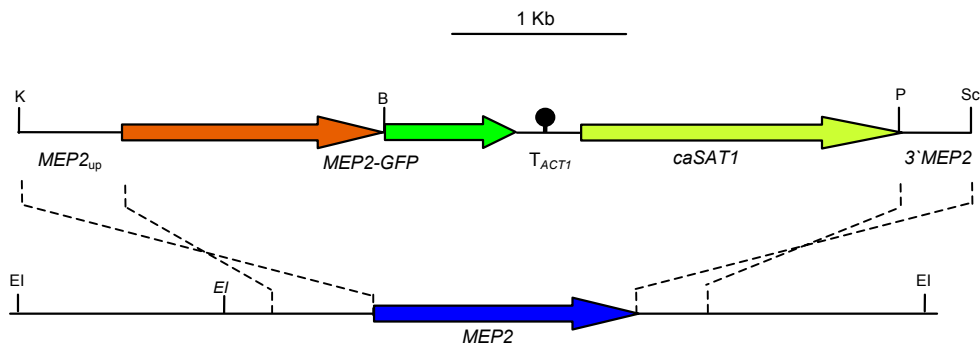 1 Kb
K B P Sc
MEP2up MEP2-GFP TACT1 caSAT1 3`MEP2
EI EI EI
MEP2